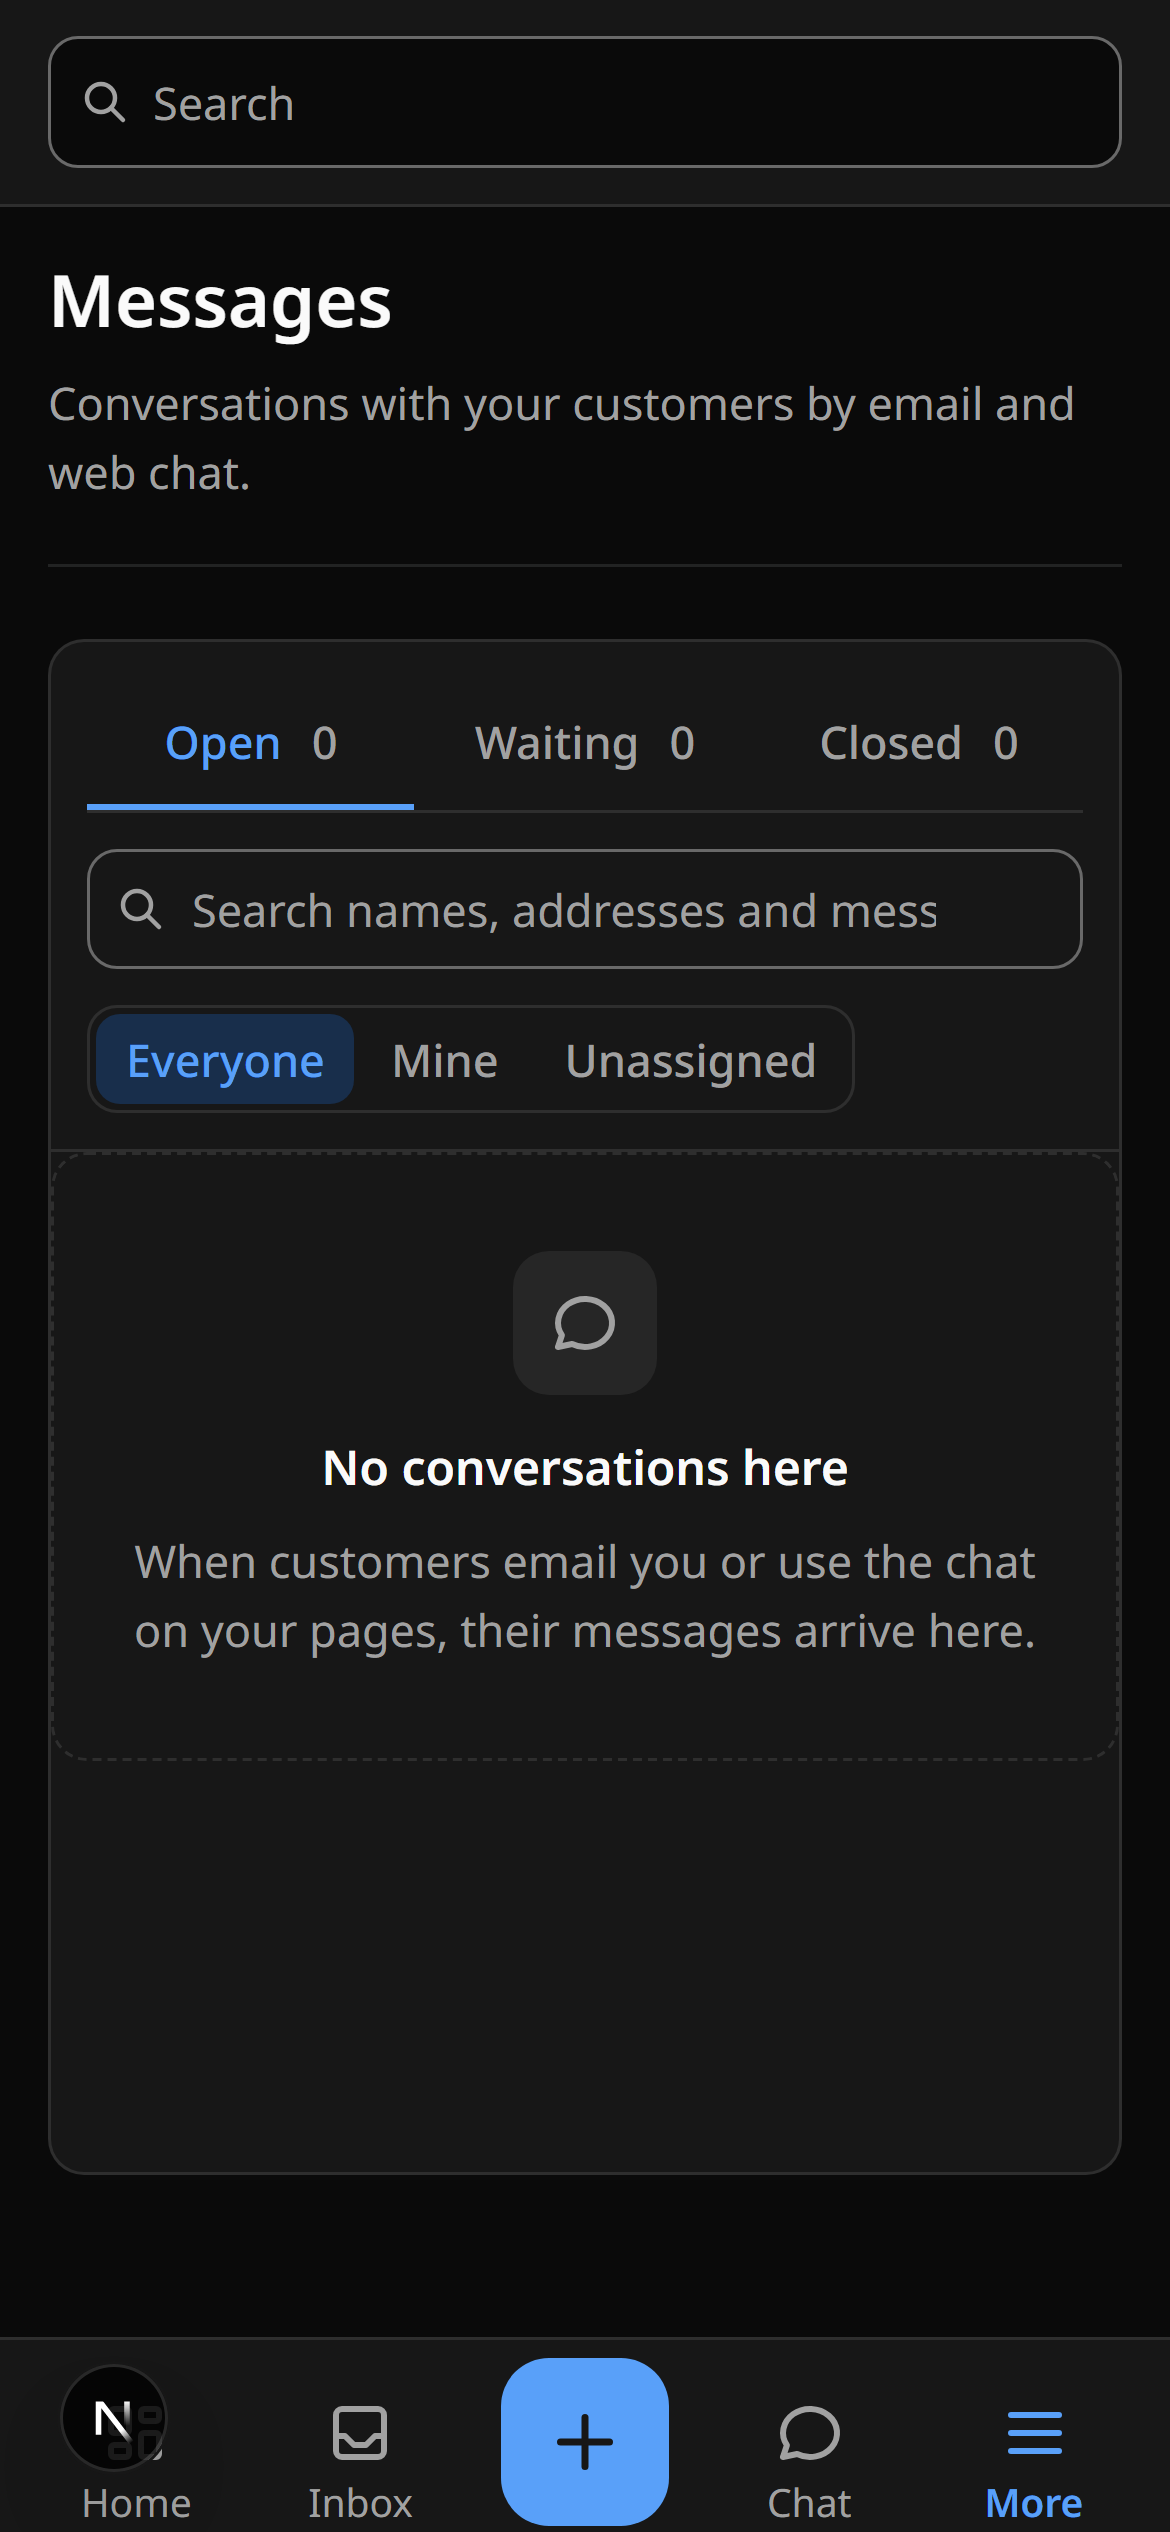 Search
Messages
Conversations with your customers by email and
web chat.
Open 0 Waiting 0 Closed 0
Search names, addresses and mess
Everyone Mine Unassigned
No conversations here
When customers email you or use the chat
on your pages, their messages arrive here.
N
Home Inbox Chat More